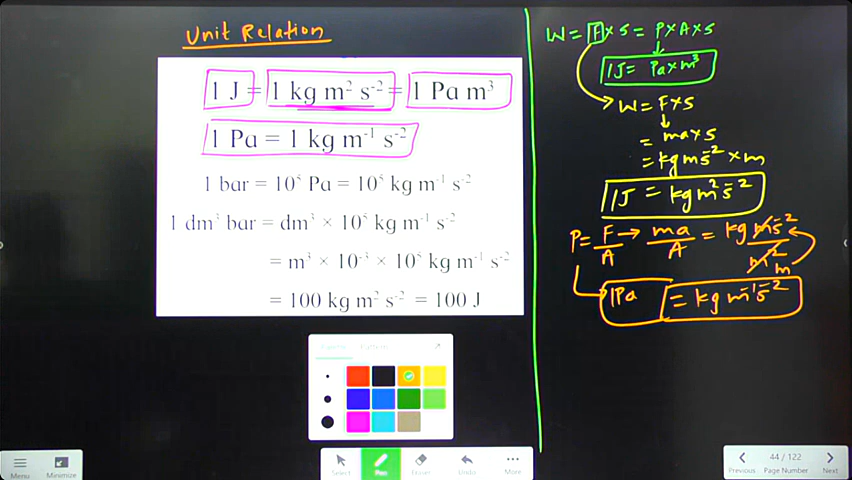 Unit Relation
1 J = 1 kg m² s⁻² = 1 Pa m³
1 Pa = 1 kg m⁻¹ s⁻²
1 bar = 10⁵ Pa = 10⁵ kg m⁻¹ s⁻²
1 dm³ bar = dm³ × 10⁵ kg m⁻¹ s⁻²
= m³ × 10⁻³ × 10⁵ kg m⁻¹ s⁻²
= 100 kg m² s⁻² = 100 J
W = F × S = P × A × S
1J = Pa × m³
W = F × S
= ma × S
= kg m s⁻² × m
1J = kg m² s⁻²
P = F/A → ma/A = kg m s⁻² / m² m
1Pa = kg m⁻¹ s⁻²
Pattern
Menu
Minimize
Select
Pen
Eraser
Undo
More
44 / 122
Previous
Page Number
Next